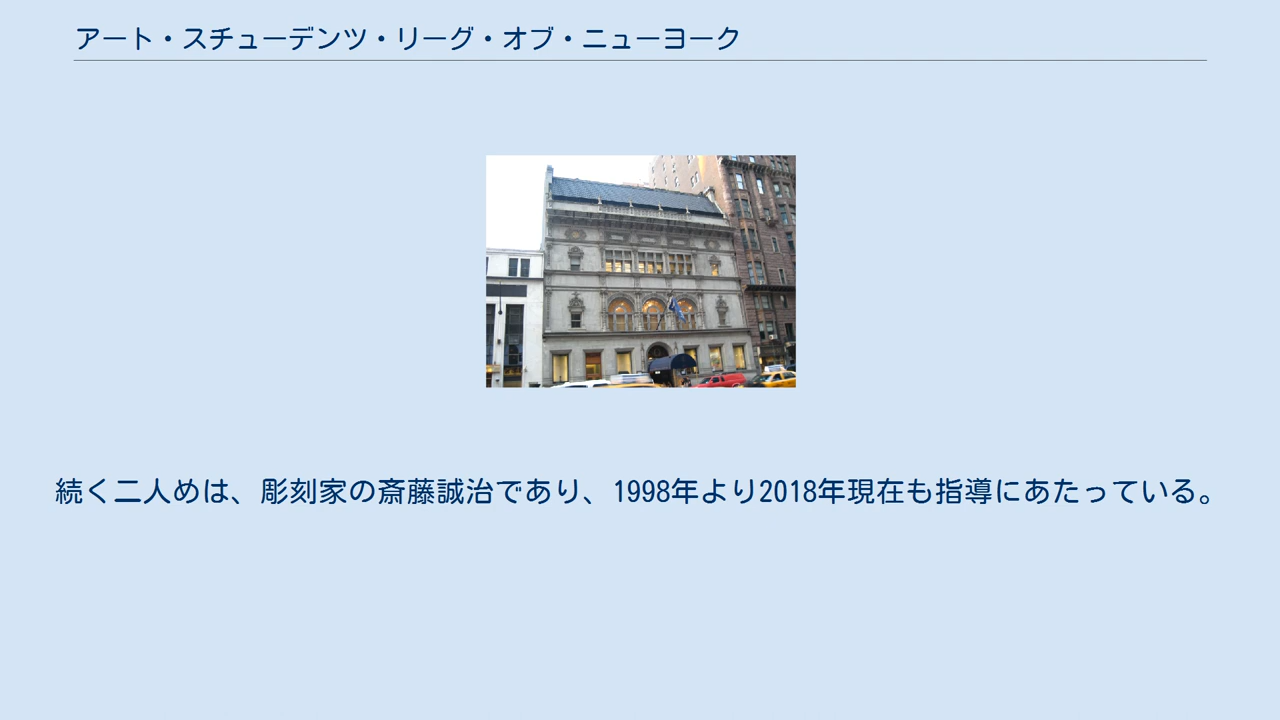 アート・スチューデンツ・リーグ・オブ・ニューヨーク
続く二人めは、彫刻家の斎藤誠治であり、1998年より2018年現在も指導にあたっている。